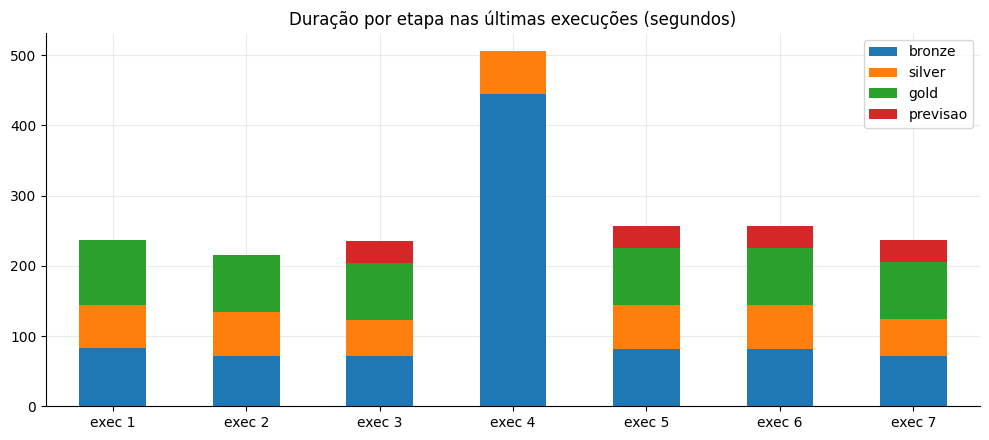 Duração por etapa nas últimas execuções (segundos)
500
400
300
200
100
0
bronze
silver
gold
previsao
exec 1
exec 2
exec 3
exec 4
exec 5
exec 6
exec 7